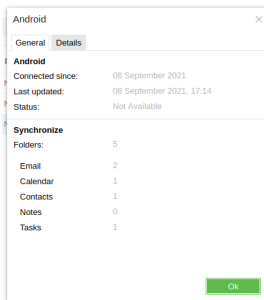 Android
General Details
Android
Connected since: 08 September 2021
Last updated: 08 September 2021, 17:14
Status: Not Available
Synchronize
Folders: 5
Email 2
Calendar 1
Contacts 1
Notes 0
Tasks 1
Ok